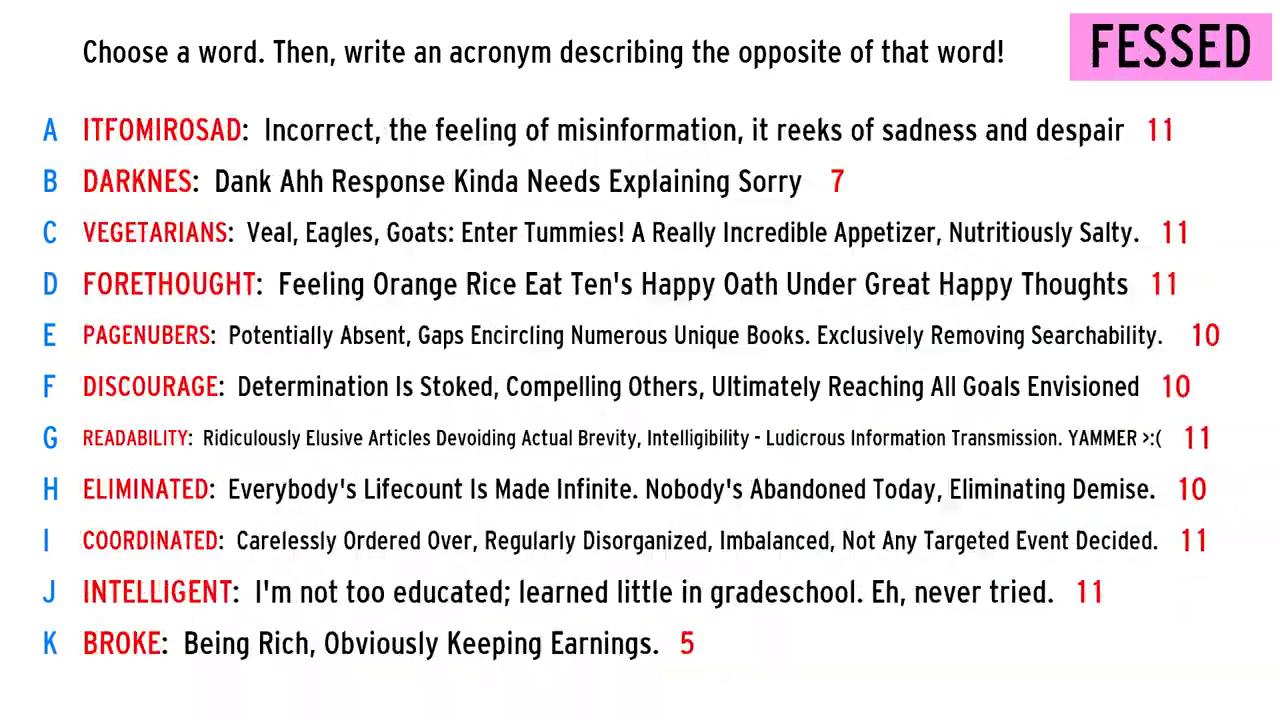 Choose a word. Then, write an acronym describing the opposite of that word!
FESSED
A ITFOMIROSAD: Incorrect, the feeling of misinformation, it reeks of sadness and despair 11
B DARKNES: Dank Ahh Response Kinda Needs Explaining Sorry 7
C VEGETARIANS: Veal, Eagles, Goats: Enter Tummies! A Really Incredible Appetizer, Nutritiously Salty. 11
D FORETHOUGHT: Feeling Orange Rice Eat Ten's Happy Oath Under Great Happy Thoughts 11
E PAGENUBERS: Potentially Absent, Gaps Encircling Numerous Unique Books. Exclusively Removing Searchability. 10
F DISCOURAGE: Determination Is Stoked, Compelling Others, Ultimately Reaching All Goals Envisioned 10
G READABILITY: Ridiculously Elusive Articles Devoiding Actual Brevity, Intelligibility - Ludicrous Information Transmission. YAMMER >:( 11
H ELIMINATED: Everybody's Lifecount Is Made Infinite. Nobody's Abandoned Today, Eliminating Demise. 10
I COORDINATED: Carelessly Ordered Over, Regularly Disorganized, Imbalanced, Not Any Targeted Event Decided. 11
J INTELLIGENT: I'm not too educated; learned little in gradeschool. Eh, never tried. 11
K BROKE: Being Rich, Obviously Keeping Earnings. 5